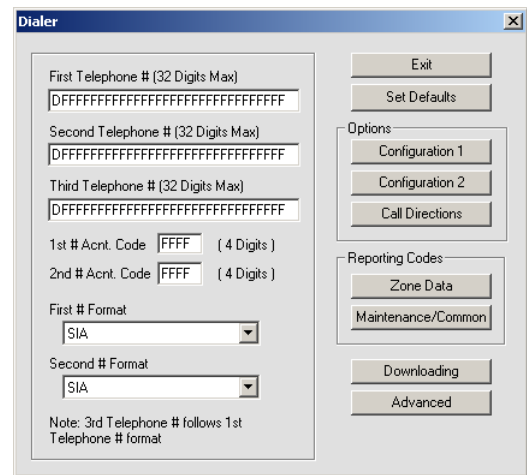 Dialer
First Telephone # (32 Digits Max)
DFFFFFFFFFFFFFFFFFFFFFFFFFFFFFFF
Second Telephone # (32 Digits Max)
DFFFFFFFFFFFFFFFFFFFFFFFFFFFFFFF
Third Telephone # (32 Digits Max)
DFFFFFFFFFFFFFFFFFFFFFFFFFFFFFFF
1st # Acnt. Code FFFF ( 4 Digits )
2nd # Acnt. Code FFFF ( 4 Digits )
First # Format
SIA
Second # Format
SIA
Note: 3rd Telephone # follows 1st
Telephone # format
Exit
Set Defaults
Options
Configuration 1
Configuration 2
Call Directions
Reporting Codes
Zone Data
Maintenance/Common
Downloading
Advanced